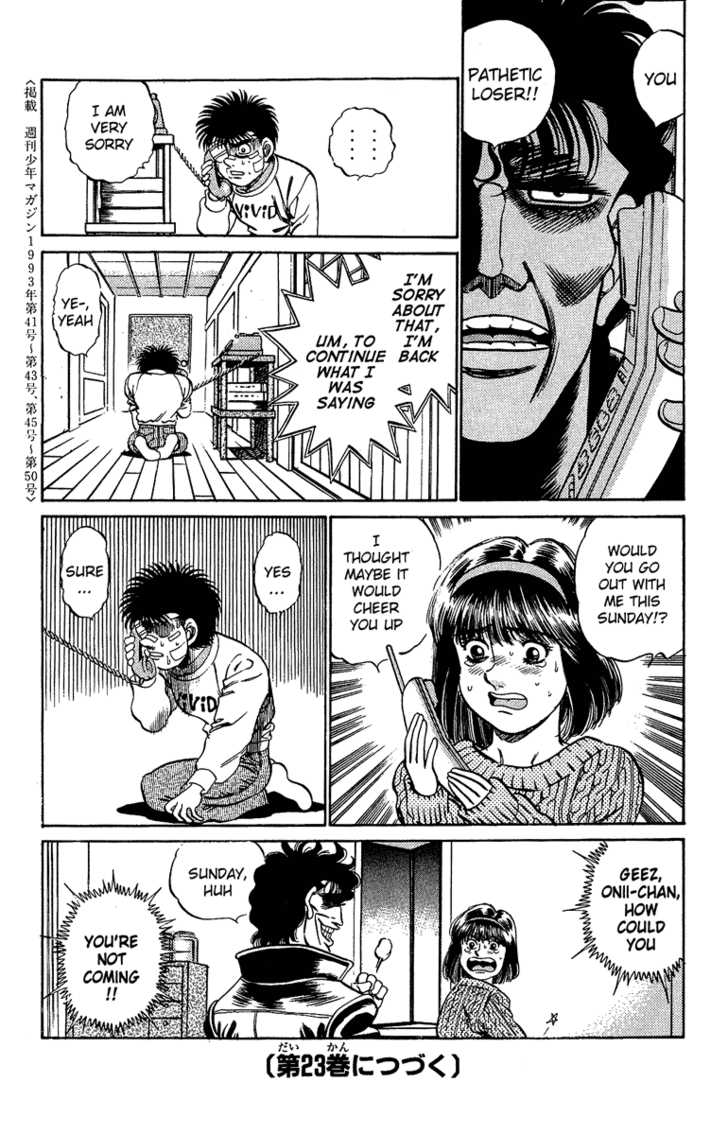 YOU
PATHETIC
LOSER!!
......
I AM
VERY
SORRY
ViViD
I'M
SORRY
ABOUT
THAT,
I'M
BACK
UM, TO
CONTINUE
WHAT I
WAS
SAYING
YE-,
YEAH
WOULD
YOU GO
OUT WITH
ME THIS
SUNDAY!?
I
THOUGHT
MAYBE IT
WOULD
CHEER
YOU UP
YES
...
SURE
...
ViViD
GEEZ,
ONII-CHAN,
HOW
COULD
YOU
SUNDAY,
HUH
YOU'RE
NOT
COMING
!!
〈掲載 週刊少年マガジン1993年第41号〜第43号、第45号〜第50号〉
だい かん
〔第23巻につづく〕